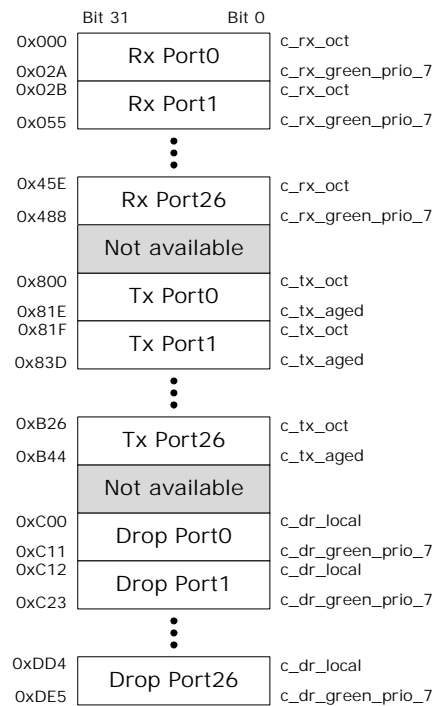 Bit 31 Bit 0
0x000 c_rx_oct
Rx Port0
0x02A c_rx_green_prio_7
0x02B c_rx_oct
Rx Port1
0x055 c_rx_green_prio_7
0x45E c_rx_oct
Rx Port26
0x488 c_rx_green_prio_7
Not available
0x800 c_tx_oct
Tx Port0
0x81E c_tx_aged
0x81F c_tx_oct
Tx Port1
0x83D c_tx_aged
0xB26 c_tx_oct
Tx Port26
0xB44 c_tx_aged
Not available
0xC00 c_dr_local
Drop Port0
0xC11 c_dr_green_prio_7
0xC12 c_dr_local
Drop Port1
0xC23 c_dr_green_prio_7
0xDD4 c_dr_local
Drop Port26
0xDE5 c_dr_green_prio_7